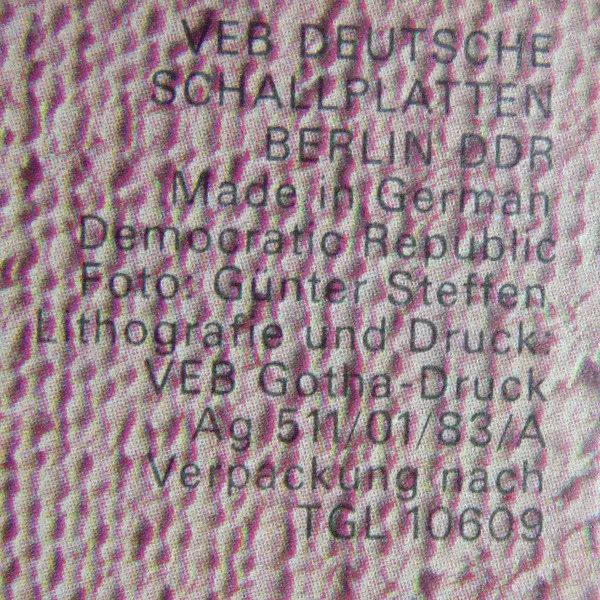 VEB DEUTSCHE
SCHALLPLATTEN
BERLIN DDR
Made in German
Democratic Republic
Foto: Günter Steffen
Lithografie und Druck:
VEB Gotha-Druck
Ag 511/01/83/A
Verpackung nach
TGL 10609